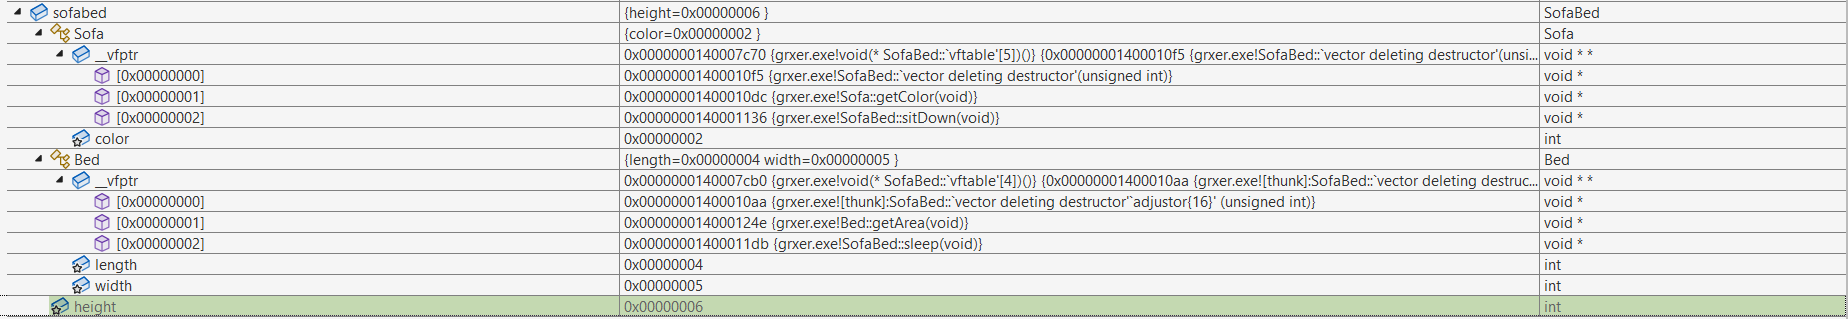 sofabed {height=0x00000006 } SofaBed
Sofa {color=0x00000002 } Sofa
__vfptr 0x0000000140007c70 {grxer.exe!void(* SofaBed::`vftable'[5])()} {0x00000001400010f5 {grxer.exe!SofaBed::`vector deleting destructor'(unsi... void * *
[0x00000000] 0x00000001400010f5 {grxer.exe!SofaBed::`vector deleting destructor'(unsigned int)} void *
[0x00000001] 0x00000001400010dc {grxer.exe!Sofa::getColor(void)} void *
[0x00000002] 0x0000000140001136 {grxer.exe!SofaBed::sitDown(void)} void *
color 0x00000002 int
Bed {length=0x00000004 width=0x00000005 } Bed
__vfptr 0x0000000140007cb0 {grxer.exe!void(* SofaBed::`vftable'[4])()} {0x00000001400010aa {grxer.exe![thunk]:SofaBed::`vector deleting destruc... void * *
[0x00000000] 0x00000001400010aa {grxer.exe![thunk]:SofaBed::`vector deleting destructor'`adjustor{16}' (unsigned int)} void *
[0x00000001] 0x000000014000124e {grxer.exe!Bed::getArea(void)} void *
[0x00000002] 0x00000001400011db {grxer.exe!SofaBed::sleep(void)} void *
length 0x00000004 int
width 0x00000005 int
height 0x00000006 int